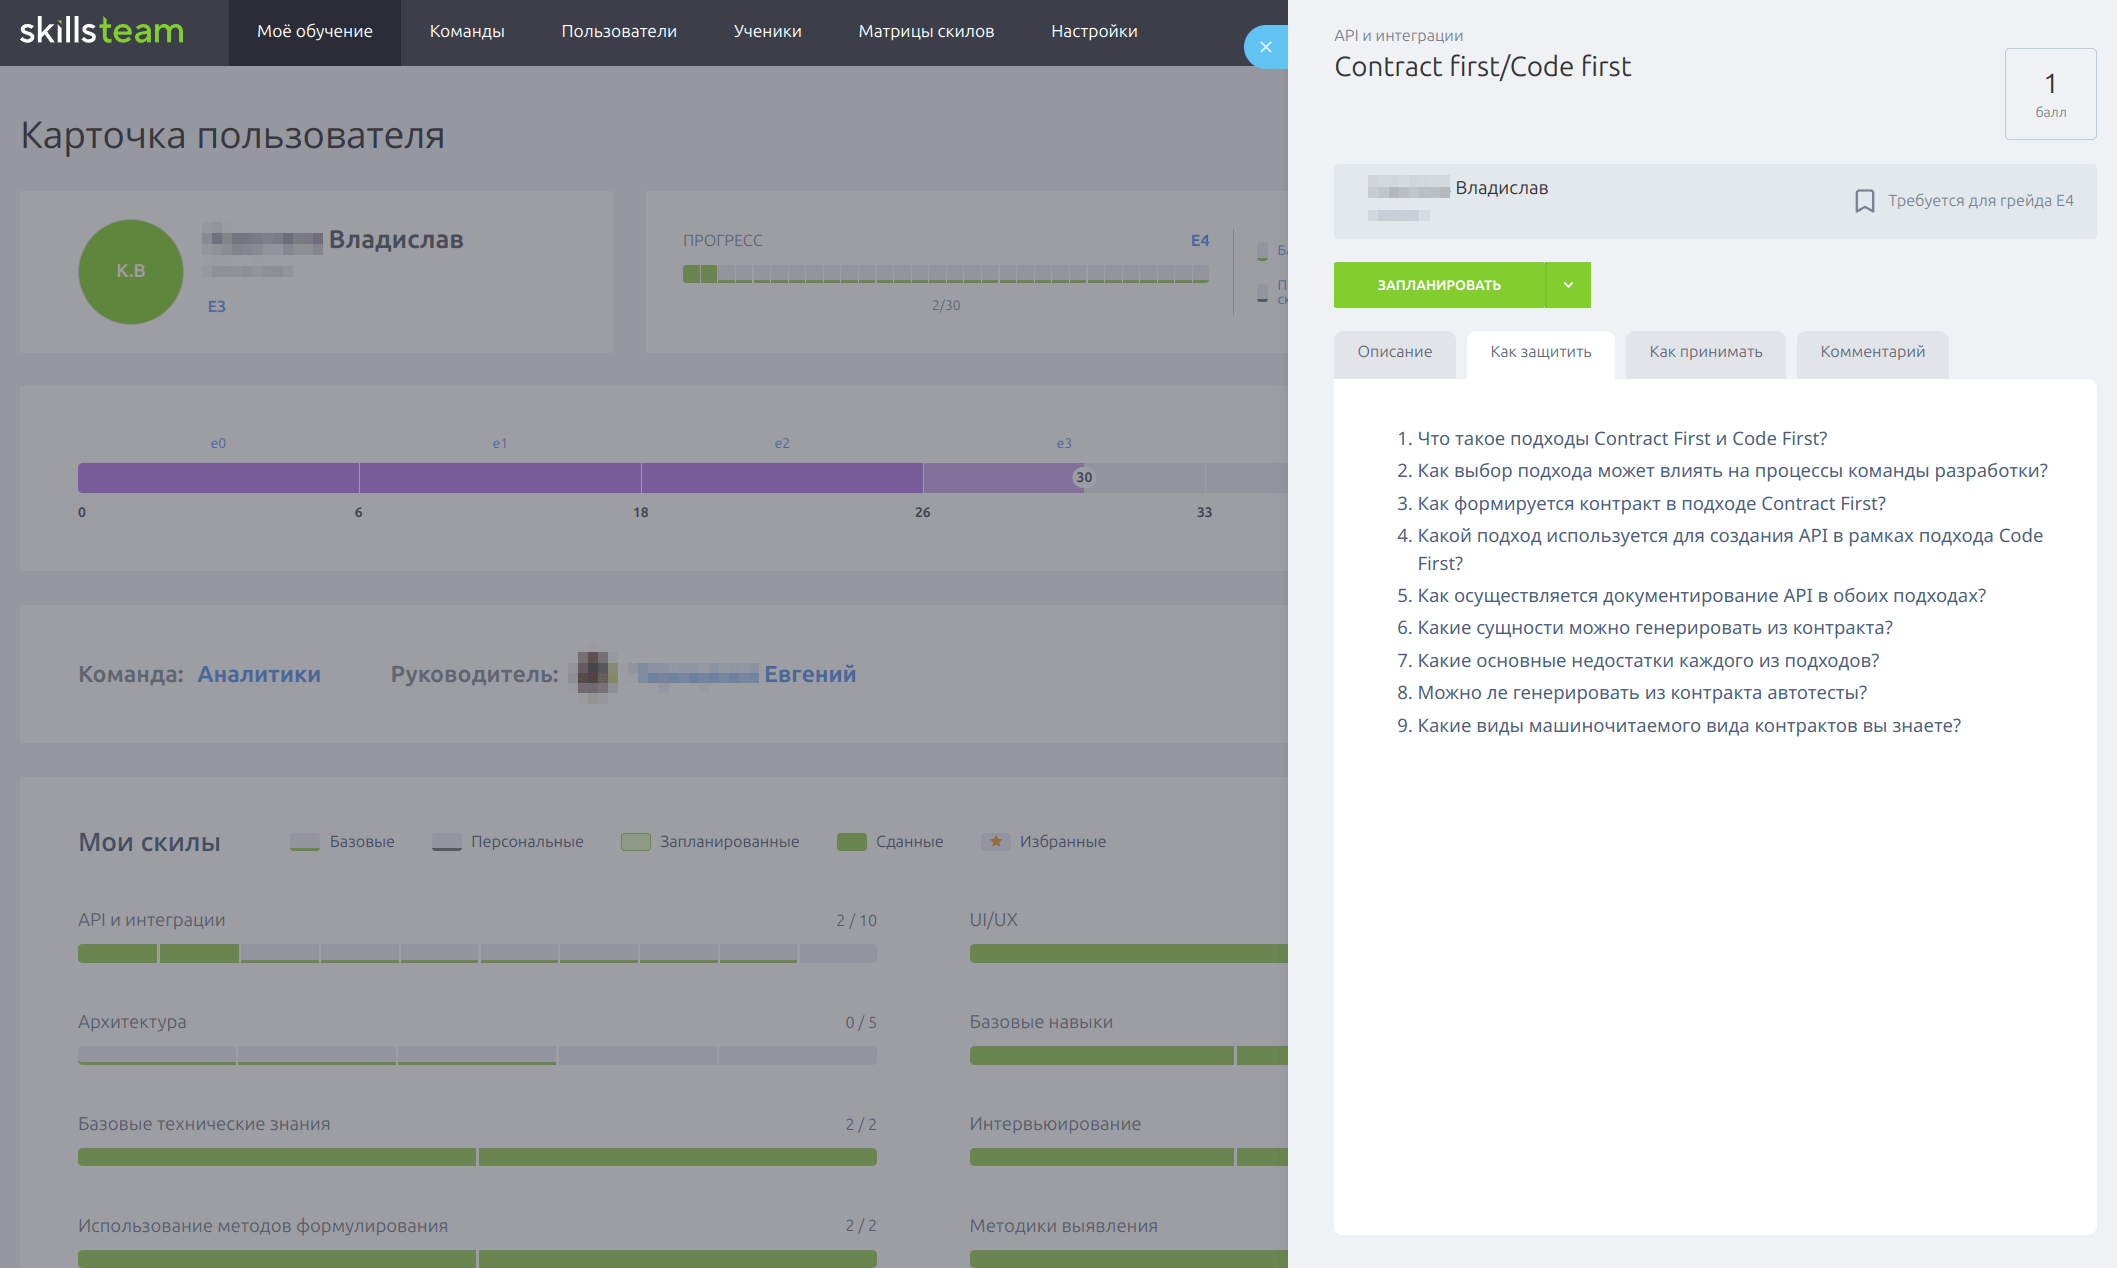 skillsteam
Моё обучение
Команды
Пользователи
Ученики
Матрицы скилов
Настройки
Карточка пользователя
К.В
Владислав
E3
ПРОГРЕСС
E4
2/30
e0
e1
e2
e3
30
0
6
18
26
33
Команда: Аналитики
Руководитель:
Евгений
Мои скилы
Базовые
Персональные
Запланированные
Сданные
Избранные
API и интеграции
2 / 10
UI/UX
Архитектура
0 / 5
Базовые навыки
Базовые технические знания
2 / 2
Интервьюирование
Использование методов формулирования
2 / 2
Методики выявления
API и интеграции
Contract first/Code first
1
балл
Владислав
Требуется для грейда E4
ЗАПЛАНИРОВАТЬ
Описание
Как защитить
Как принимать
Комментарий
1. Что такое подходы Contract First и Code First?
2. Как выбор подхода может влиять на процессы команды разработки?
3. Как формируется контракт в подходе Contract First?
4. Какой подход используется для создания API в рамках подхода Code
First?
5. Как осуществляется документирование API в обоих подходах?
6. Какие сущности можно генерировать из контракта?
7. Какие основные недостатки каждого из подходов?
8. Можно ле генерировать из контракта автотесты?
9. Какие виды машиночитаемого вида контрактов вы знаете?